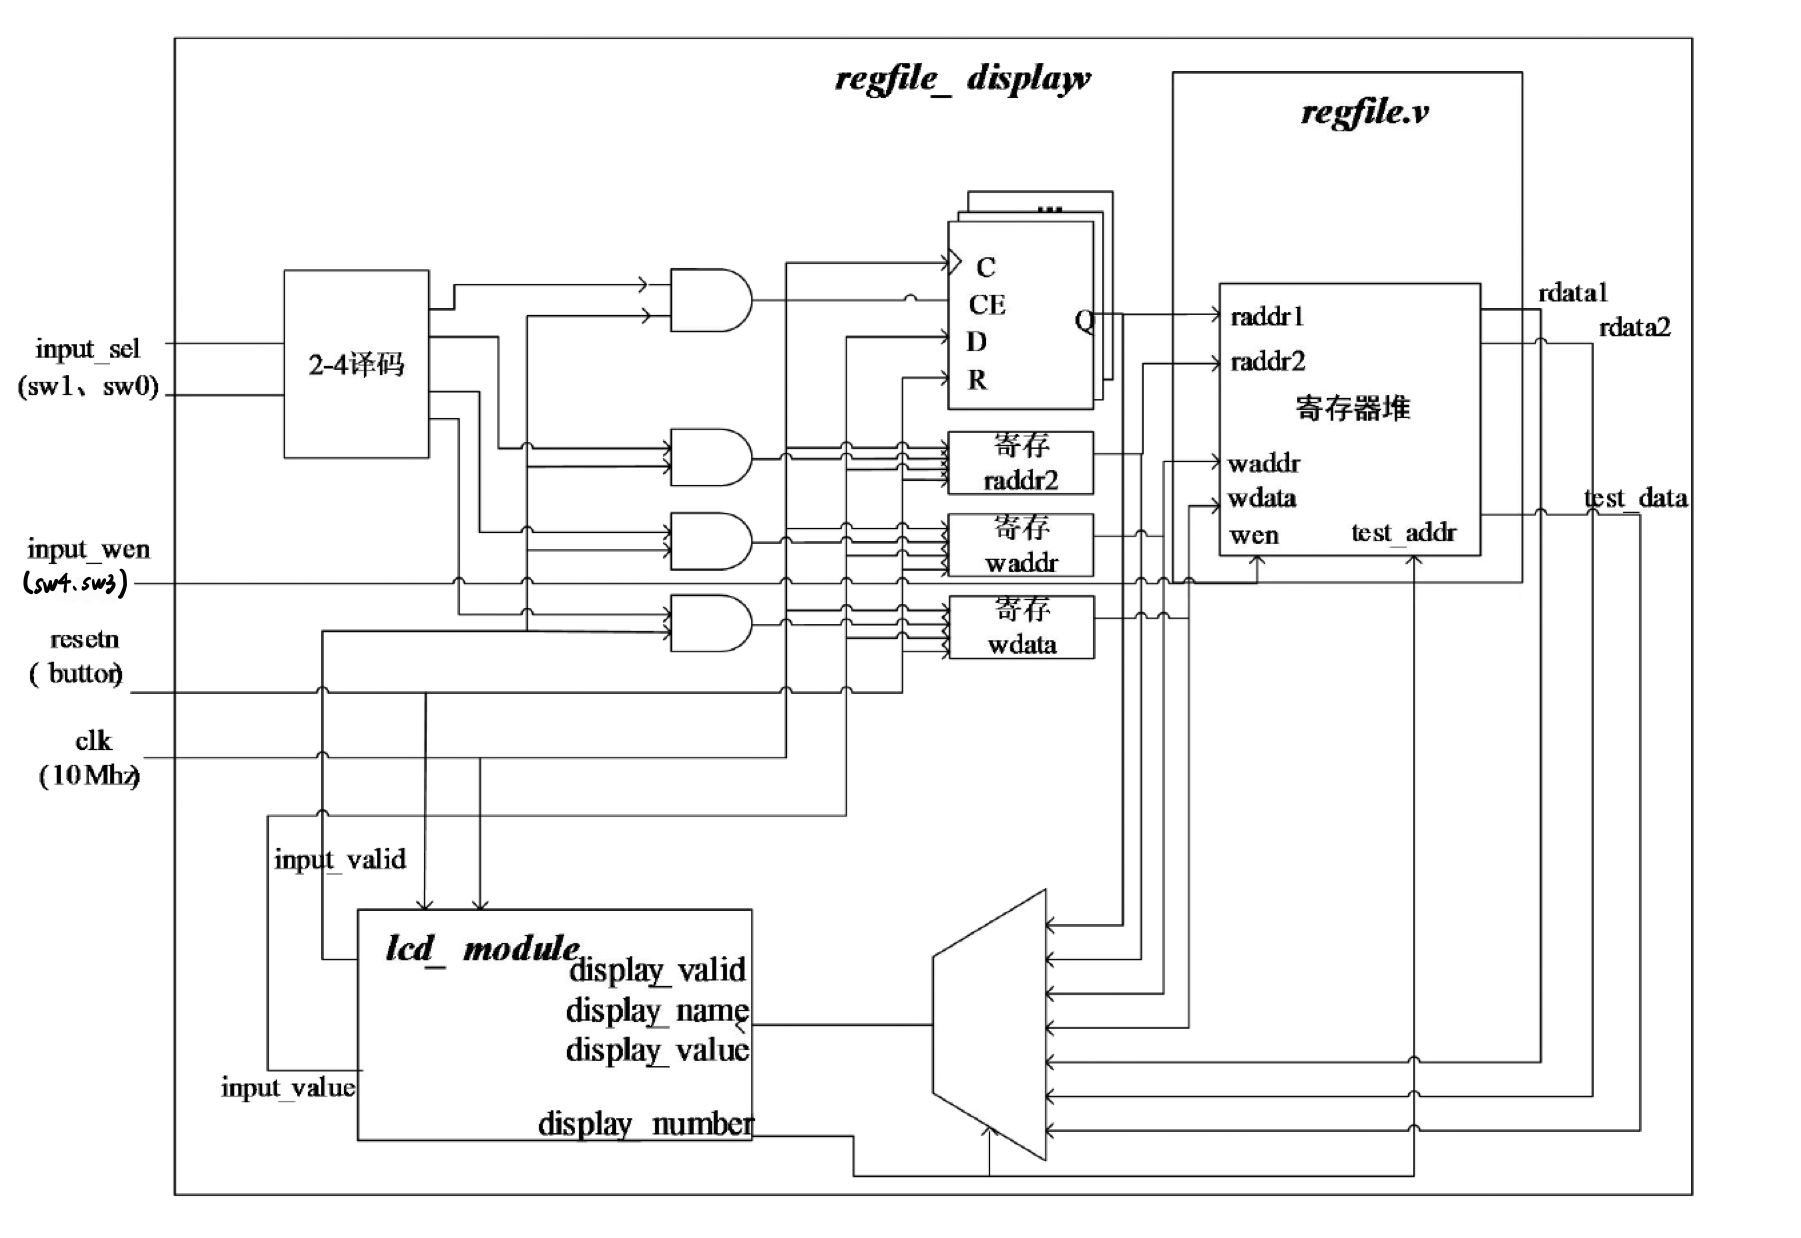 regfile_ display.v
regfile.v
...
C
CE
D
R
Q
input_sel
(sw1、sw0)
2-4译码
raddr1
raddr2
寄存器堆
waddr
wdata
wen
test_addr
rdata1
rdata2
test_data
寄存
raddr2
寄存
waddr
寄存
wdata
input_wen
(sw4.sw3)
resetn
( button)
clk
(10Mhz)
input_valid
lcd_ module
display_valid
display_name
display_value
input_value
display_number